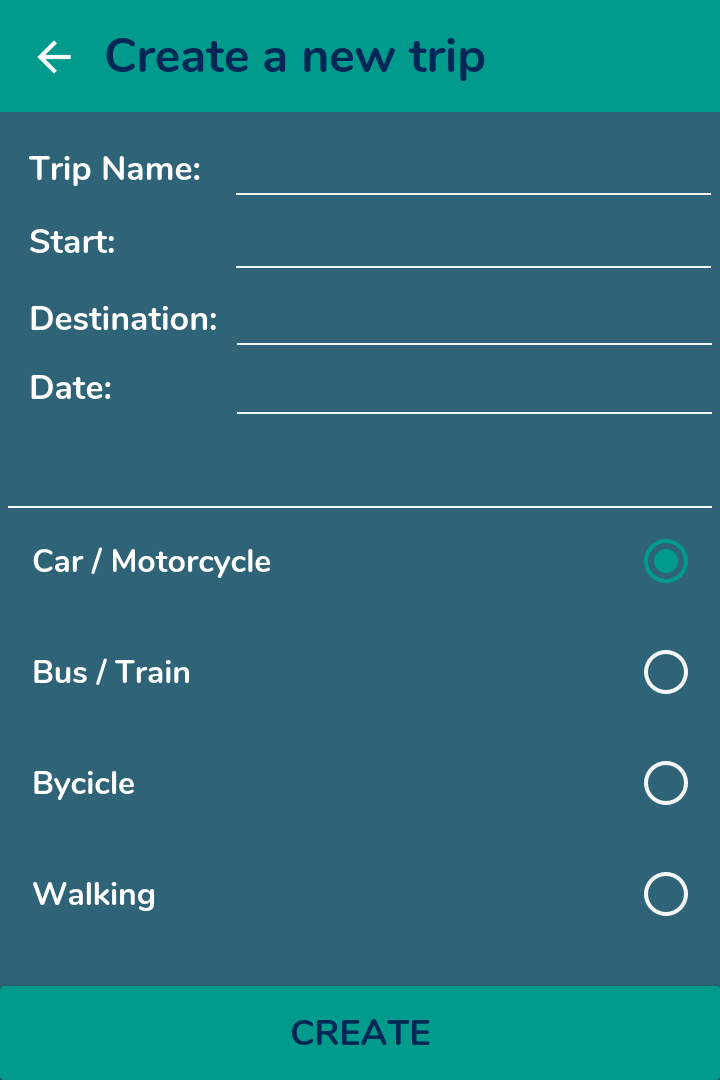 Create a new trip
Trip Name:
Start:
Destination:
Date:
Car / Motorcycle
Bus / Train
Bycicle
Walking
CREATE